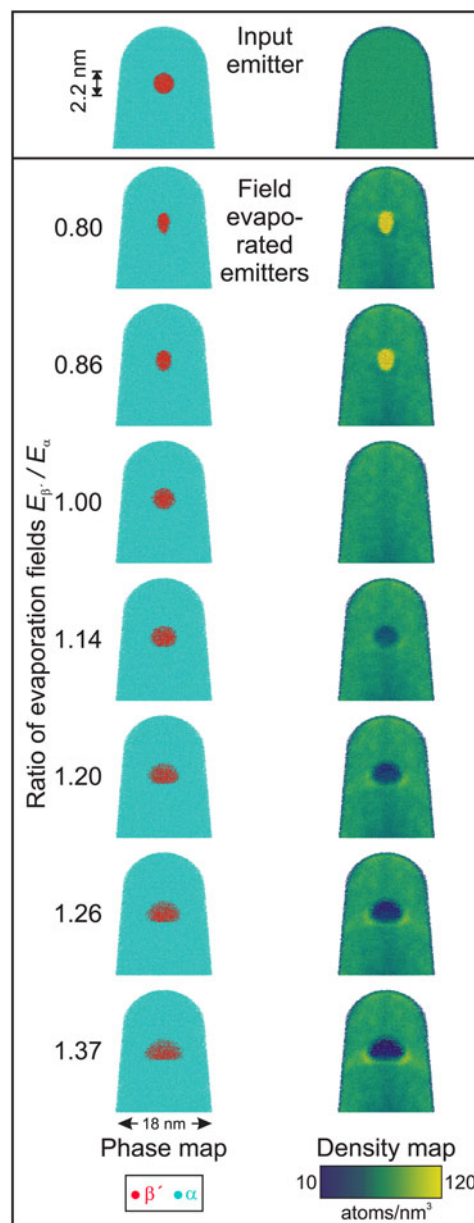 Input
emitter
2.2 nm
Field
evapo-
rated
emitters
Ratio of evaporation fields Eβ´ / Eα
0.80
0.86
1.00
1.14
1.20
1.26
1.37
18 nm
Phase map
Density map
β´ α
10 120
atoms/nm³